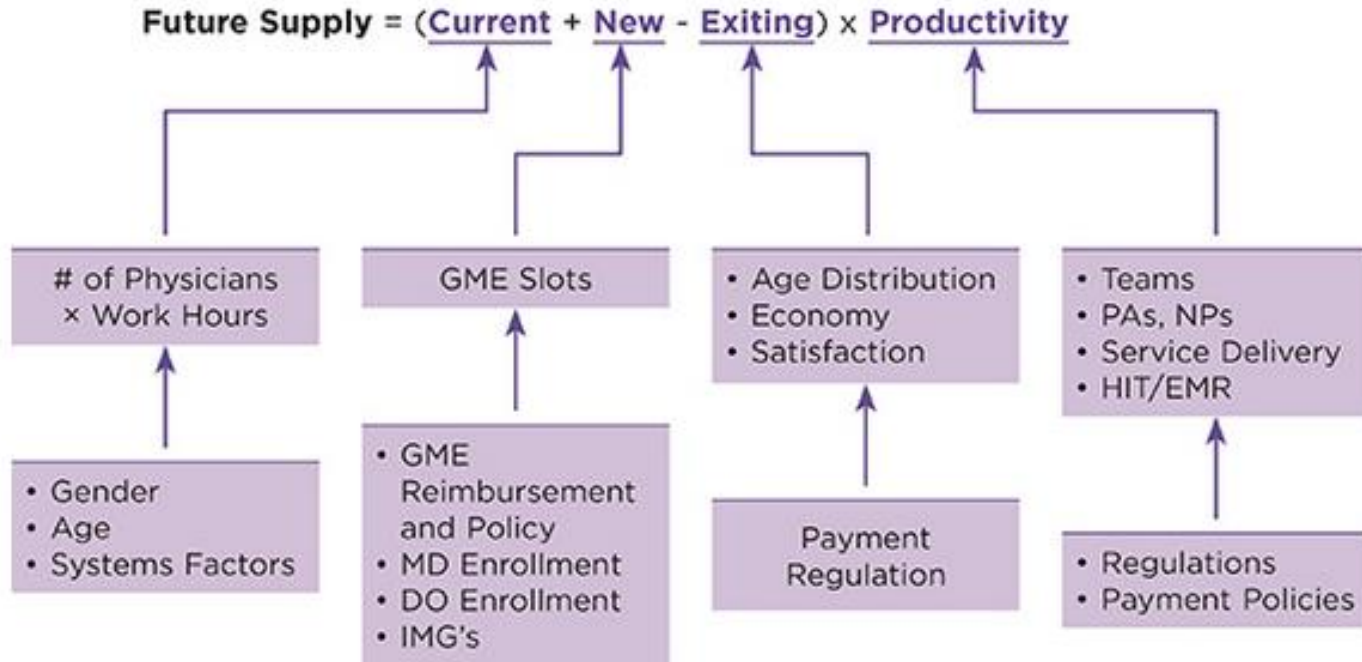 Future Supply = (Current + New - Exiting) x Productivity
# of Physicians
× Work Hours
• Gender
• Age
• Systems Factors
GME Slots
• GME
Reimbursement
and Policy
• MD Enrollment
• DO Enrollment
• IMG's
• Age Distribution
• Economy
• Satisfaction
Payment
Regulation
• Teams
• PAs, NPs
• Service Delivery
• HIT/EMR
• Regulations
• Payment Policies